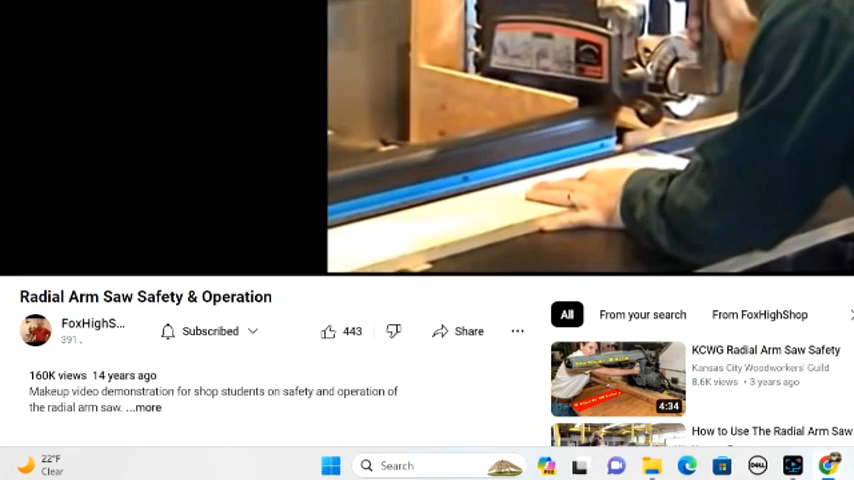 Radial Arm Saw Safety & Operation
FoxHighS...
391.
Subscribed
443
Share
160K views 14 years ago
Makeup video demonstration for shop students on safety and operation of
the radial arm saw. ...more
All
From your search
From FoxHighShop
KCWG Radial Arm Saw Safety
Kansas City Woodworkers' Guild
8.6K views • 3 years ago
4:34
How to Use The Radial Arm Saw
22°F
Clear
Search
DELL